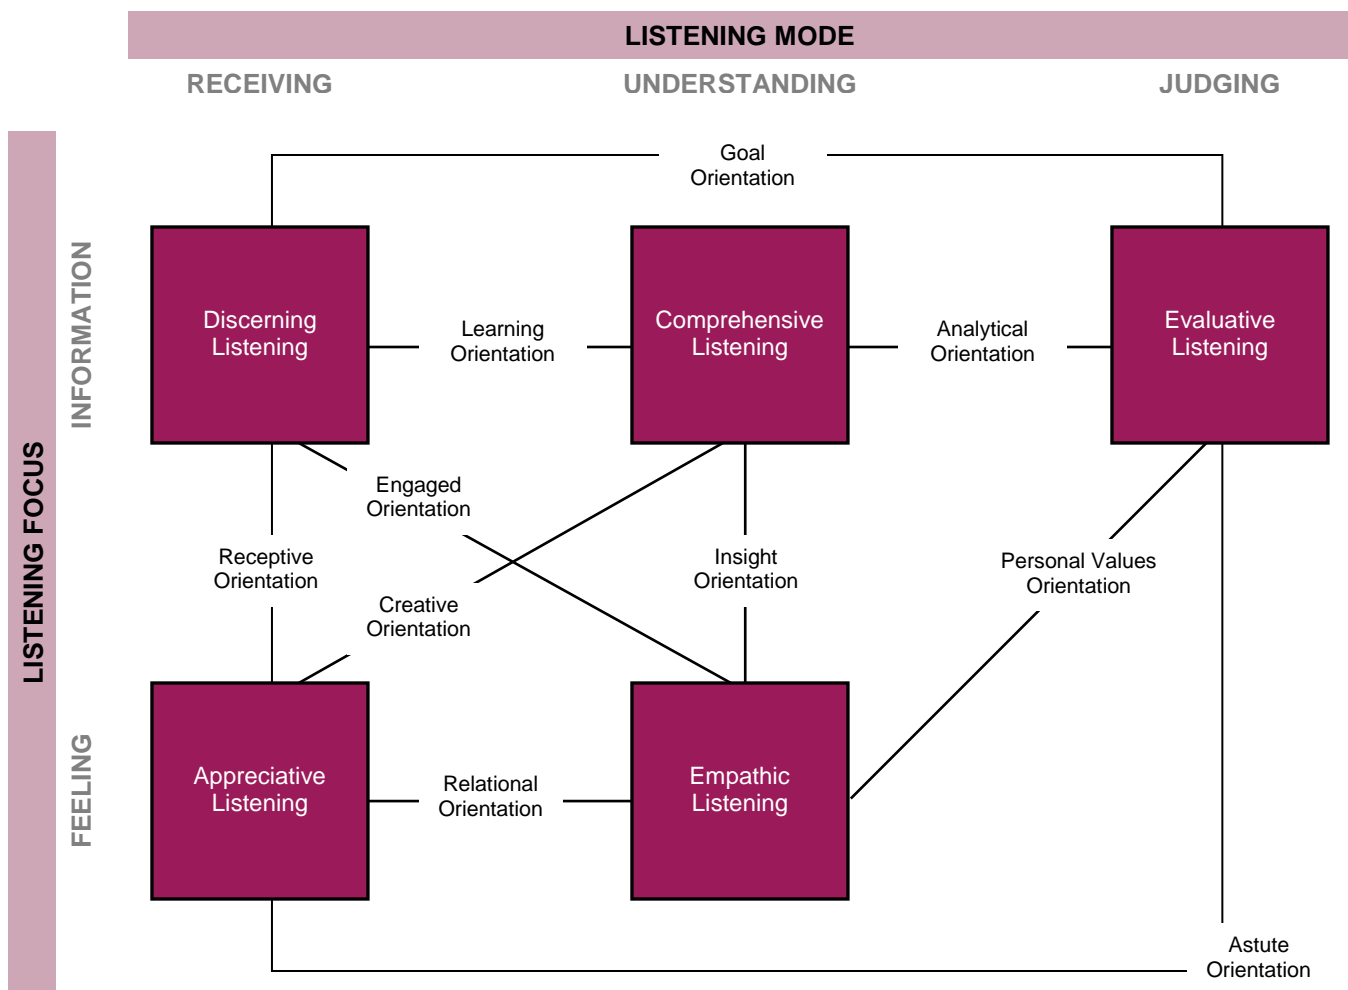 LISTENING MODE
RECEIVING
UNDERSTANDING
JUDGING
LISTENING FOCUS
INFORMATION
FEELING
Goal
Orientation
Discerning
Listening
Learning
Orientation
Comprehensive
Listening
Analytical
Orientation
Evaluative
Listening
Engaged
Orientation
Receptive
Orientation
Creative
Orientation
Insight
Orientation
Personal Values
Orientation
Appreciative
Listening
Relational
Orientation
Empathic
Listening
Astute
Orientation